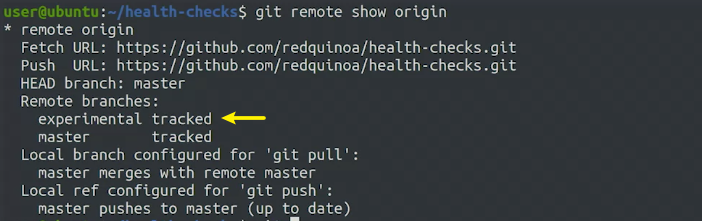 user@ubuntu:~/health-checks$ git remote show origin
* remote origin
  Fetch URL: https://github.com/redquinoa/health-checks.git
  Push  URL: https://github.com/redquinoa/health-checks.git
  HEAD branch: master
  Remote branches:
    experimental tracked
    master       tracked
  Local branch configured for 'git pull':
    master merges with remote master
  Local ref configured for 'git push':
    master pushes to master (up to date)